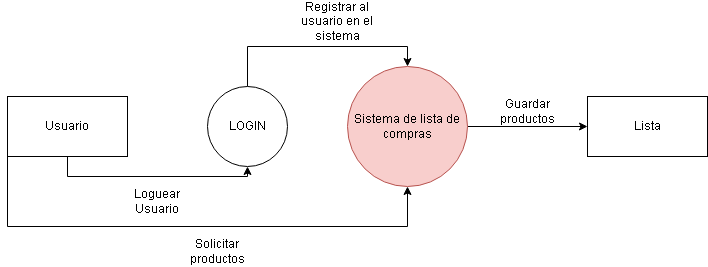 Registrar al
usuario en el
sistema
Usuario
LOGIN
Sistema de lista de
compras
Guardar
productos
Lista
Loguear
Usuario
Solicitar
productos